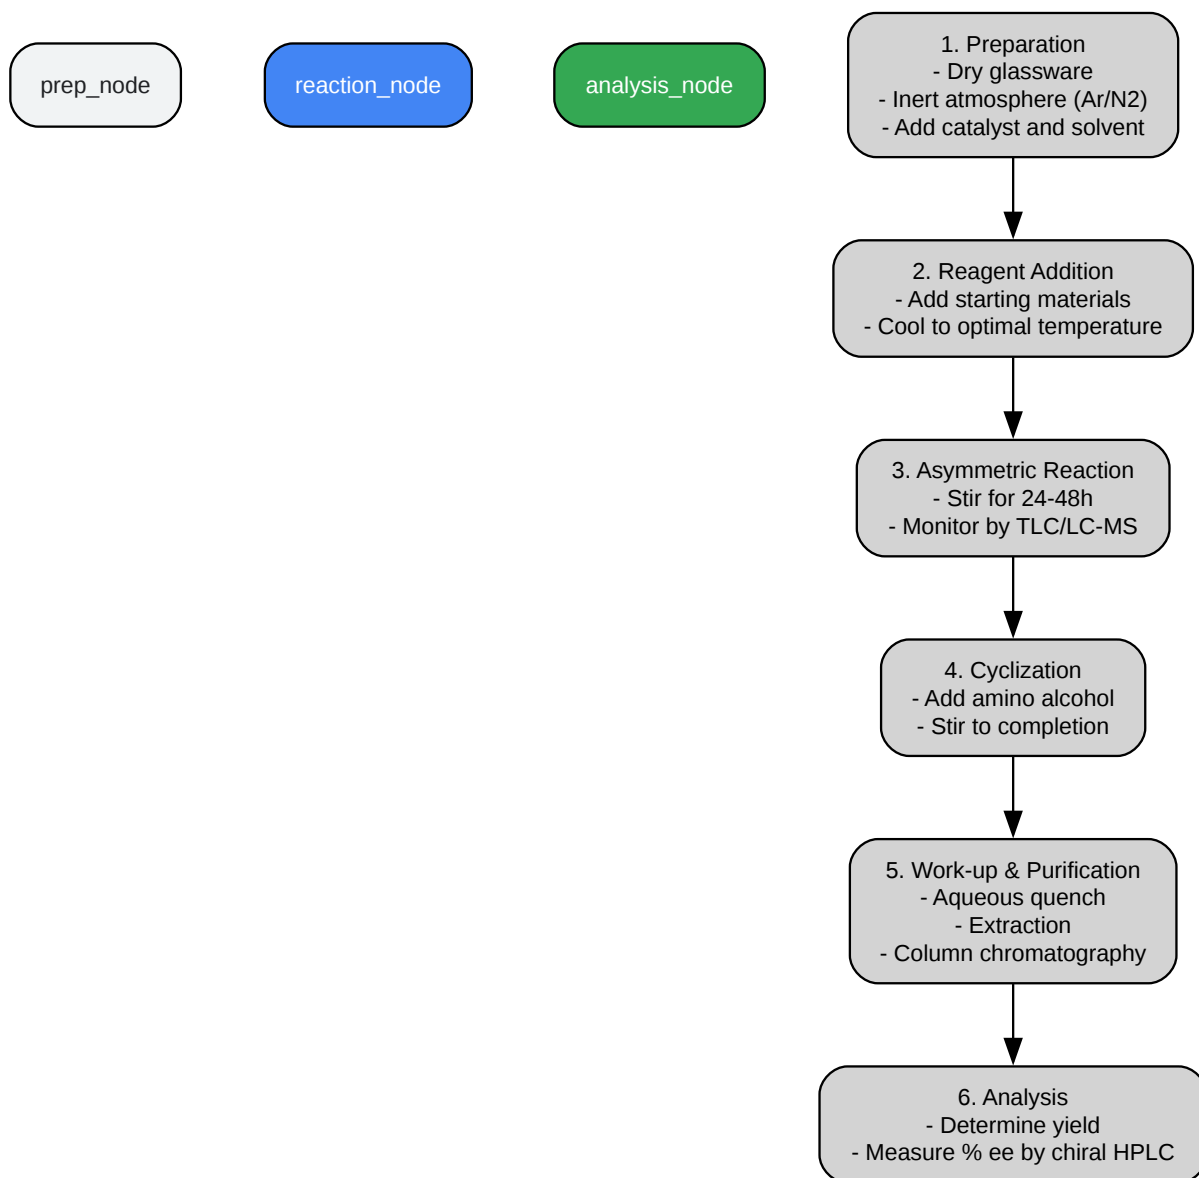 prep_node
reaction_node
analysis_node
1. Preparation
- Dry glassware
- Inert atmosphere (Ar/N2)
- Add catalyst and solvent
2. Reagent Addition
- Add starting materials
- Cool to optimal temperature
3. Asymmetric Reaction
- Stir for 24-48h
- Monitor by TLC/LC-MS
4. Cyclization
- Add amino alcohol
- Stir to completion
5. Work-up & Purification
- Aqueous quench
- Extraction
- Column chromatography
6. Analysis
- Determine yield
- Measure % ee by chiral HPLC